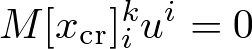 M[x_{\mathrm{cr}}]_i^k u^i = 0